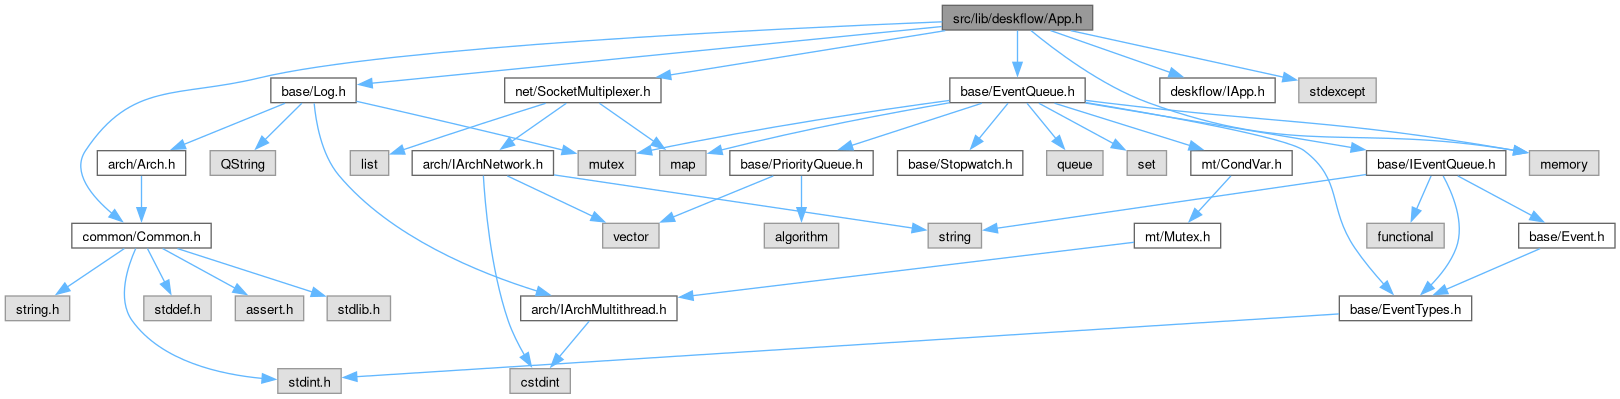 src/lib/deskflow/App.h
base/Log.h
net/SocketMultiplexer.h
base/EventQueue.h
deskflow/IApp.h
stdexcept
arch/Arch.h
QString
list
arch/IArchNetwork.h
mutex
map
base/PriorityQueue.h
base/Stopwatch.h
queue
set
mt/CondVar.h
base/IEventQueue.h
memory
common/Common.h
vector
algorithm
string
mt/Mutex.h
functional
base/Event.h
string.h
stddef.h
assert.h
stdlib.h
arch/IArchMultithread.h
base/EventTypes.h
stdint.h
cstdint